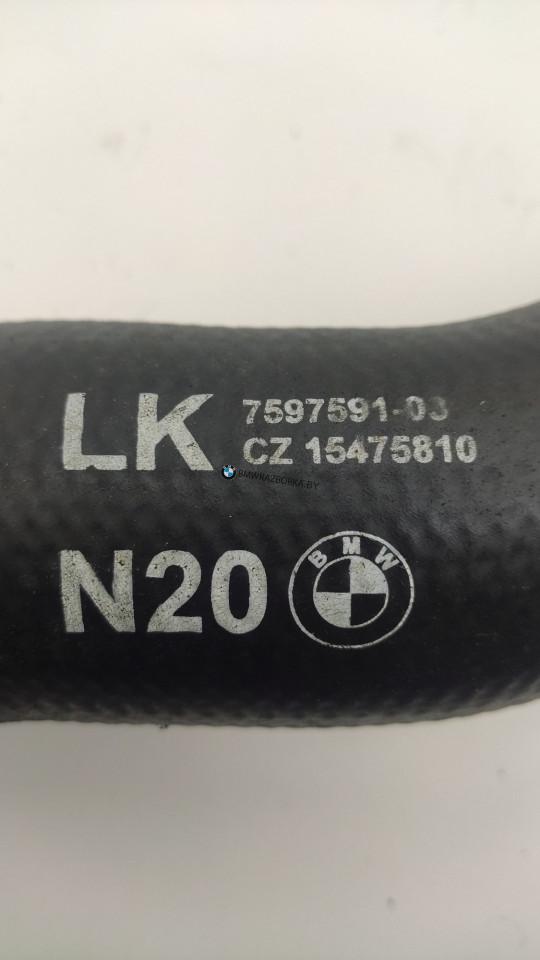 LK
7597591-03
CZ 15475810
BMWRAZBORKA.BY
N20
BMW